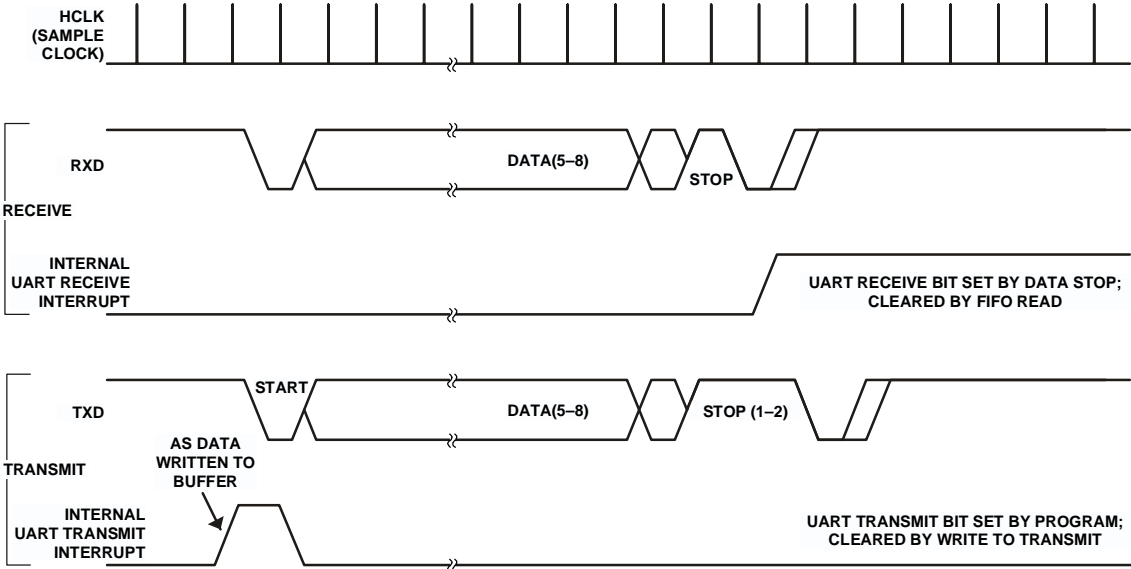 HCLK
(SAMPLE
CLOCK)
RXD
DATA(5–8)
STOP
RECEIVE
INTERNAL
UART RECEIVE
INTERRUPT
UART RECEIVE BIT SET BY DATA STOP;
CLEARED BY FIFO READ
START
TXD
DATA(5–8)
STOP (1–2)
AS DATA
WRITTEN TO
BUFFER
TRANSMIT
INTERNAL
UART TRANSMIT
INTERRUPT
UART TRANSMIT BIT SET BY PROGRAM;
CLEARED BY WRITE TO TRANSMIT